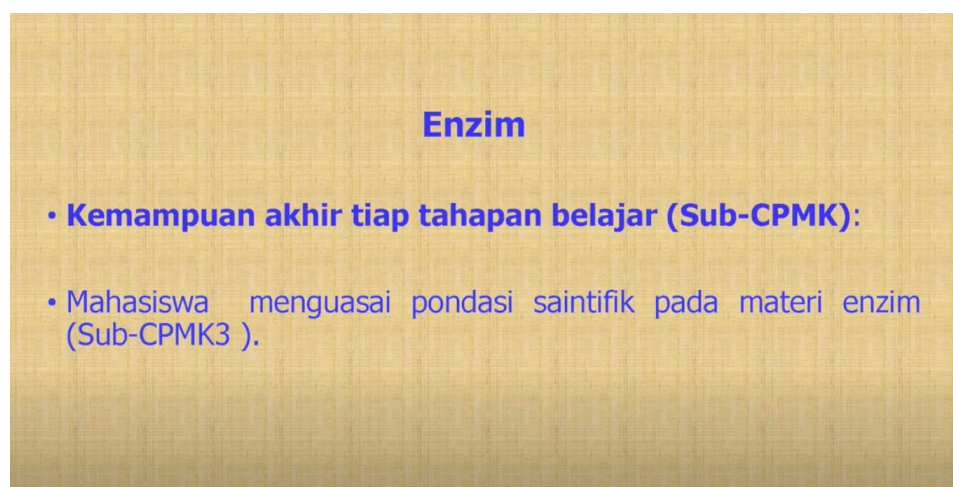 Enzim
• Kemampuan akhir tiap tahapan belajar (Sub-CPMK):
• Mahasiswa menguasai pondasi saintifik pada materi enzim
(Sub-CPMK3 ).